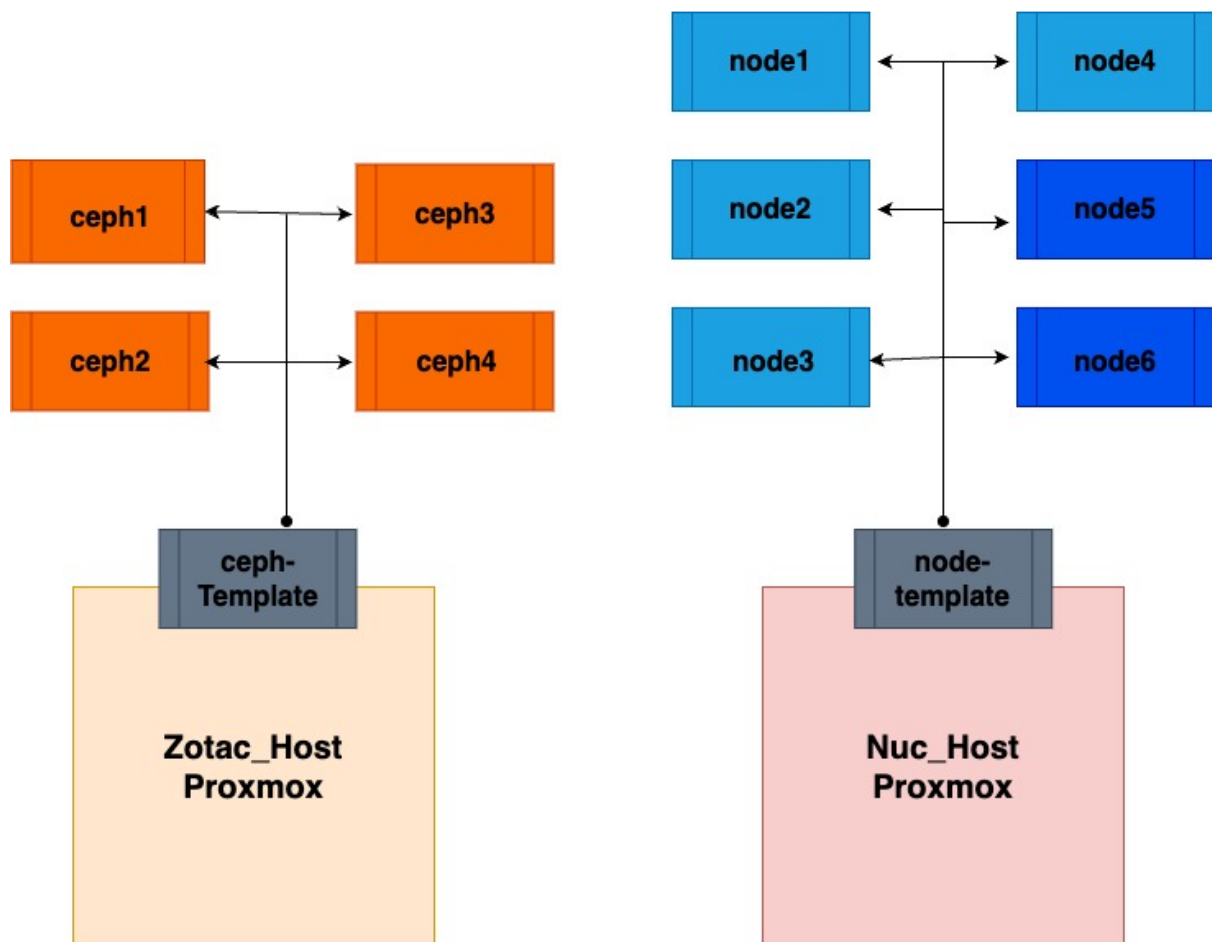 node1
node4
ceph1
ceph3
node2
node5
ceph2
ceph4
node3
node6
ceph-
Template
node-
template
Zotac_Host
Proxmox
Nuc_Host
Proxmox